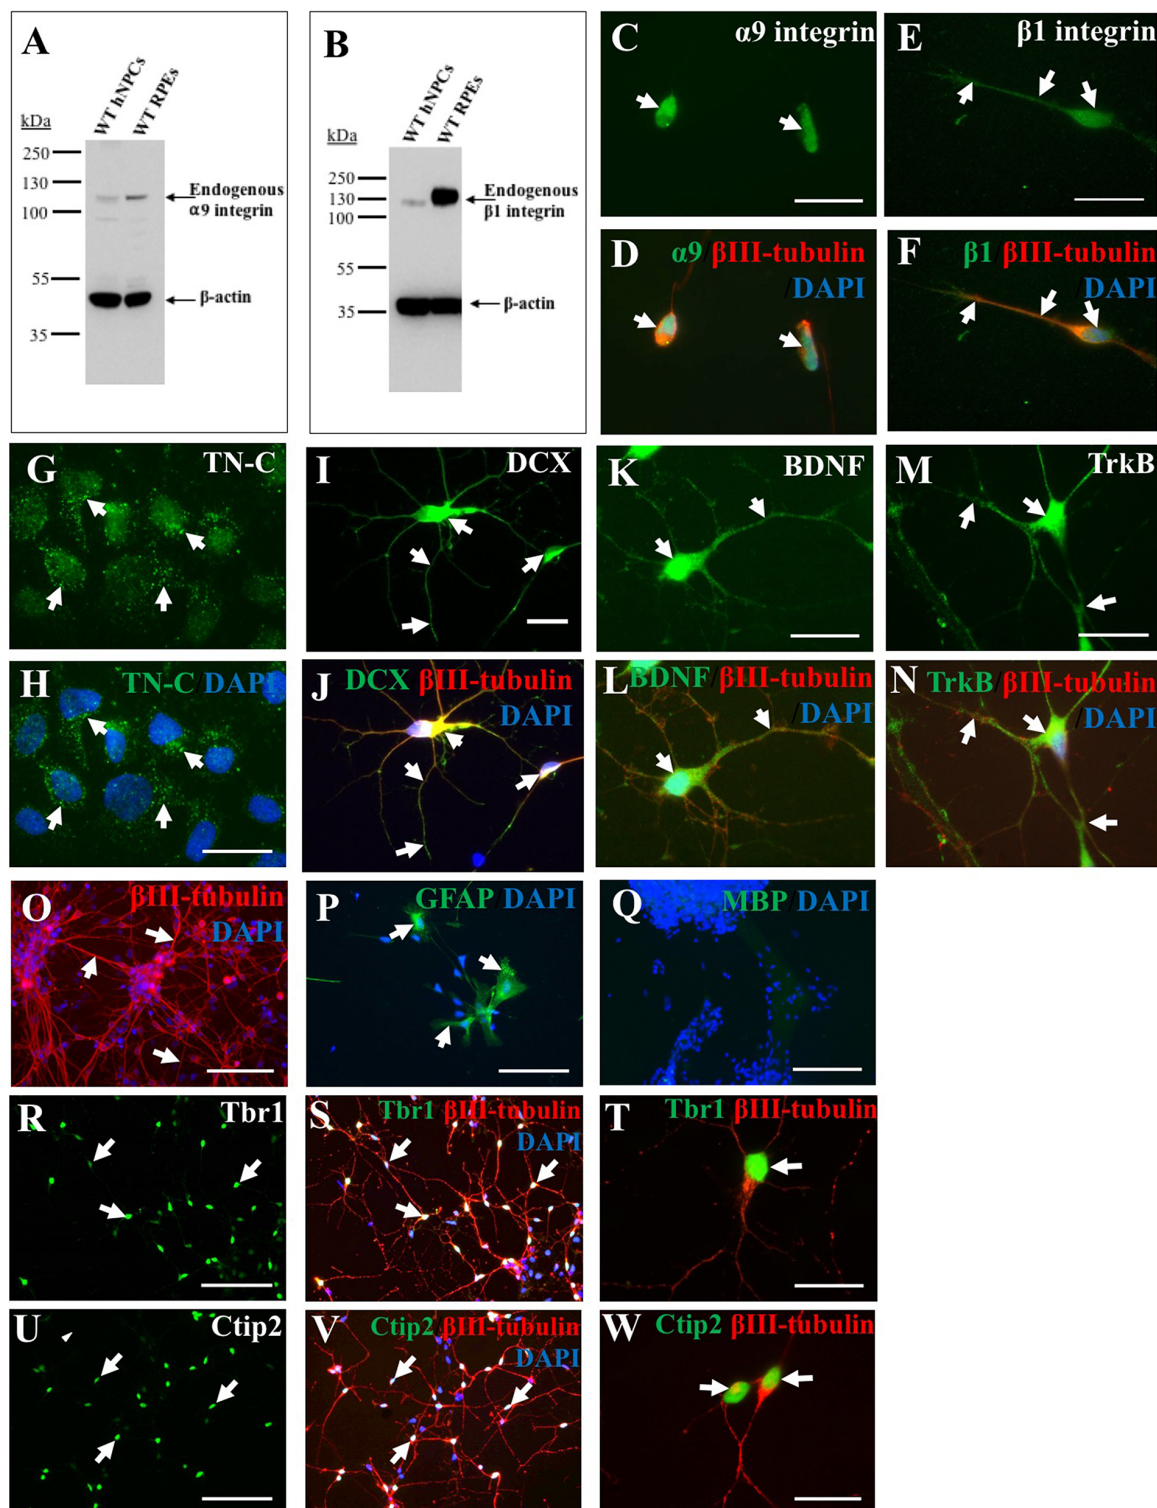 A
WT hNPCs
WT RPEs
kDa
250
130
100
55
35
Endogenous
α9 integrin
β-actin
B
WT hNPCs
WT RPEs
kDa
250
130
100
55
35
Endogenous
β1 integrin
β-actin
C
α9 integrin
E
β1 integrin
D
α9/βIII-tubulin
/DAPI
F
β1/βIII-tubulin
DAPI
G
TN-C
I
DCX
K
BDNF
M
TrkB
H
TN-C/DAPI
J
DCX βIII-tubulin
DAPI
L
BDNF/βIII-tubulin
/DAPI
N
TrkB/βIII-tubulin
/DAPI
O
βIII-tubulin
DAPI
P
GFAP/DAPI
Q
MBP/DAPI
R
Tbr1
S
Tbr1 βIII-tubulin
DAPI
T
Tbr1 βIII-tubulin
U
Ctip2
V
Ctip2/βIII-tubulin
DAPI
W
Ctip2 βIII-tubulin